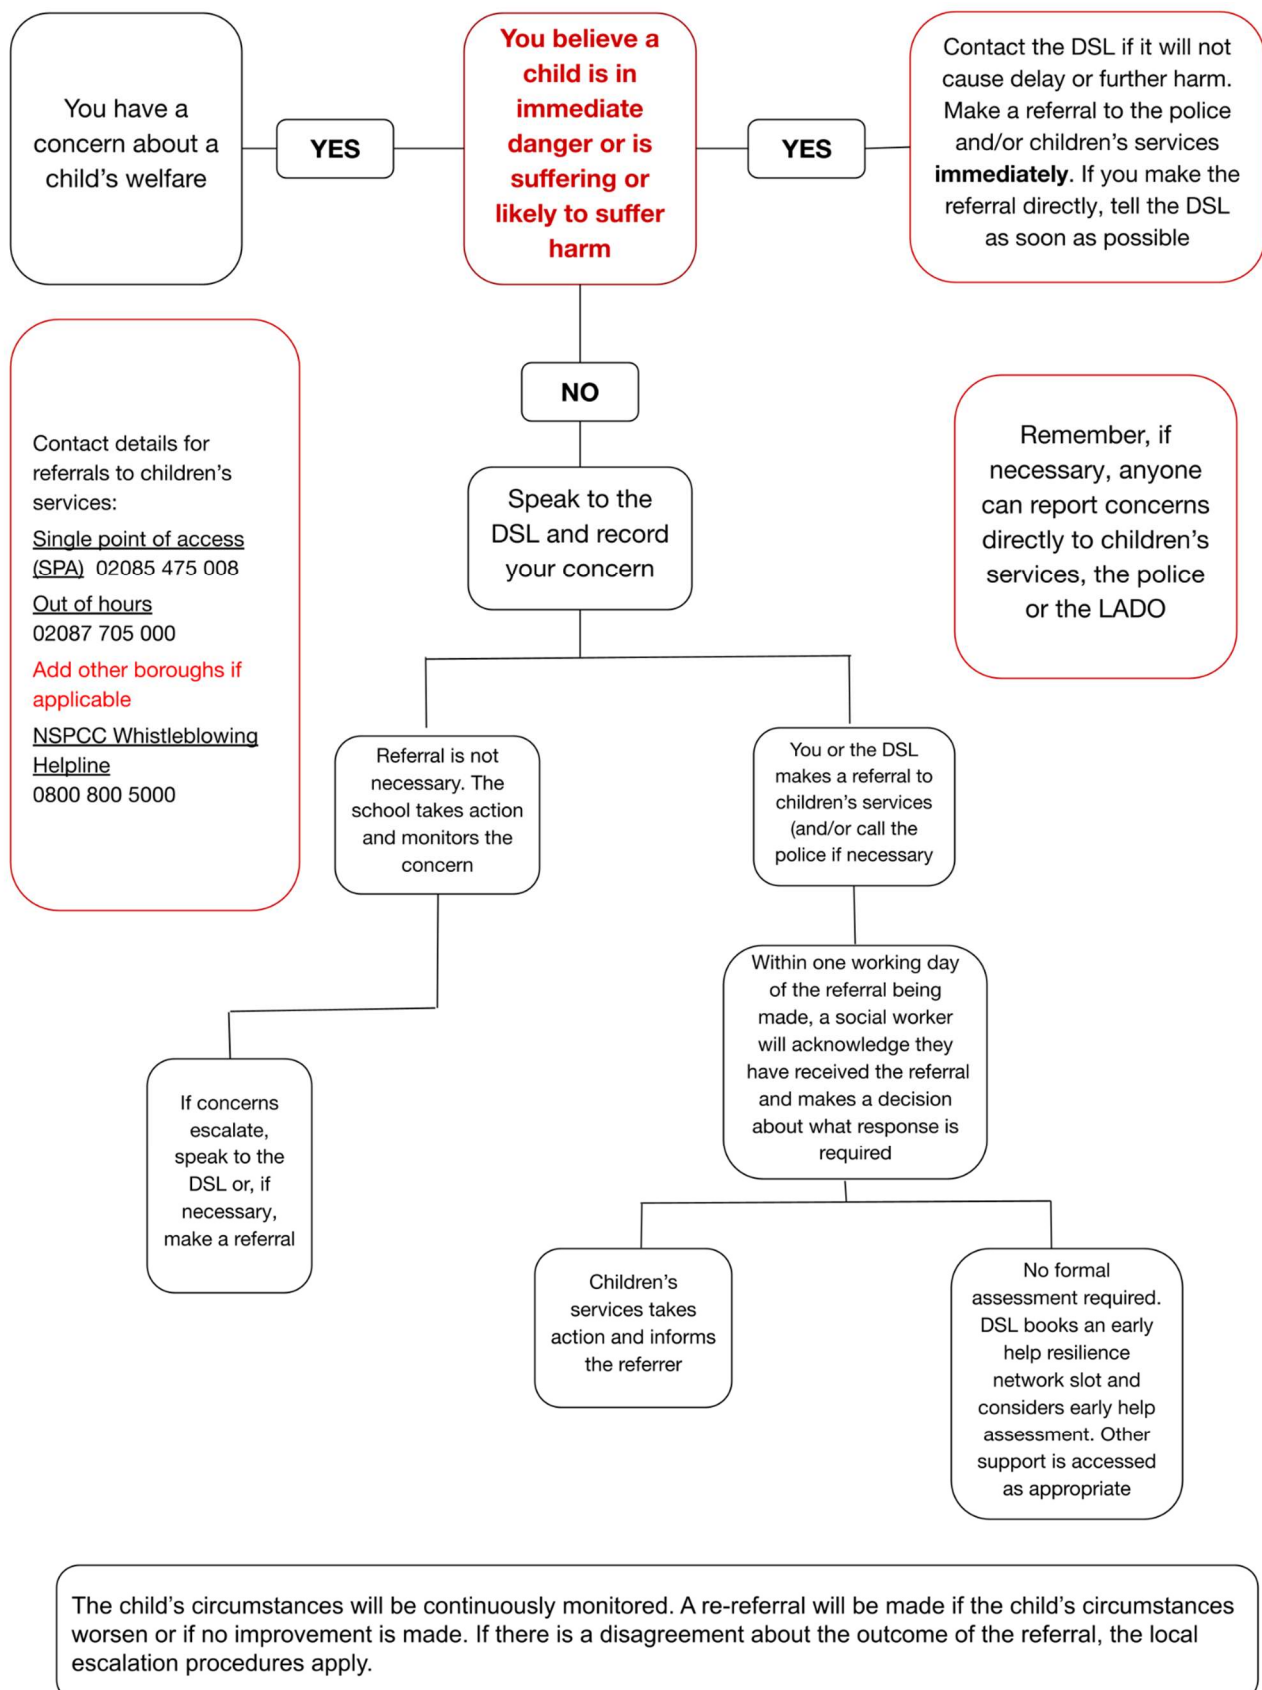 You have a
concern about a
child's welfare
YES
You believe a
child is in
immediate
danger or is
suffering or
likely to suffer
harm
YES
Contact the DSL if it will not
cause delay or further harm.
Make a referral to the police
and/or children's services
immediately. If you make the
referral directly, tell the DSL
as soon as possible
NO
Contact details for
referrals to children's
services:
Single point of access
(SPA) 02085 475 008
Out of hours
02087 705 000
Add other boroughs if
applicable
NSPCC Whistleblowing
Helpline
0800 800 5000
Speak to the
DSL and record
your concern
Remember, if
necessary, anyone
can report concerns
directly to children's
services, the police
or the LADO
Referral is not
necessary. The
school takes action
and monitors the
concern
You or the DSL
makes a referral to
children's services
(and/or call the
police if necessary
If concerns
escalate,
speak to the
DSL or, if
necessary,
make a referral
Within one working day
of the referral being
made, a social worker
will acknowledge they
have received the referral
and makes a decision
about what response is
required
Children's
services takes
action and informs
the referrer
No formal
assessment required.
DSL books an early
help resilience
network slot and
considers early help
assessment. Other
support is accessed
as appropriate
The child's circumstances will be continuously monitored. A re-referral will be made if the child's circumstances
worsen or if no improvement is made. If there is a disagreement about the outcome of the referral, the local
escalation procedures apply.